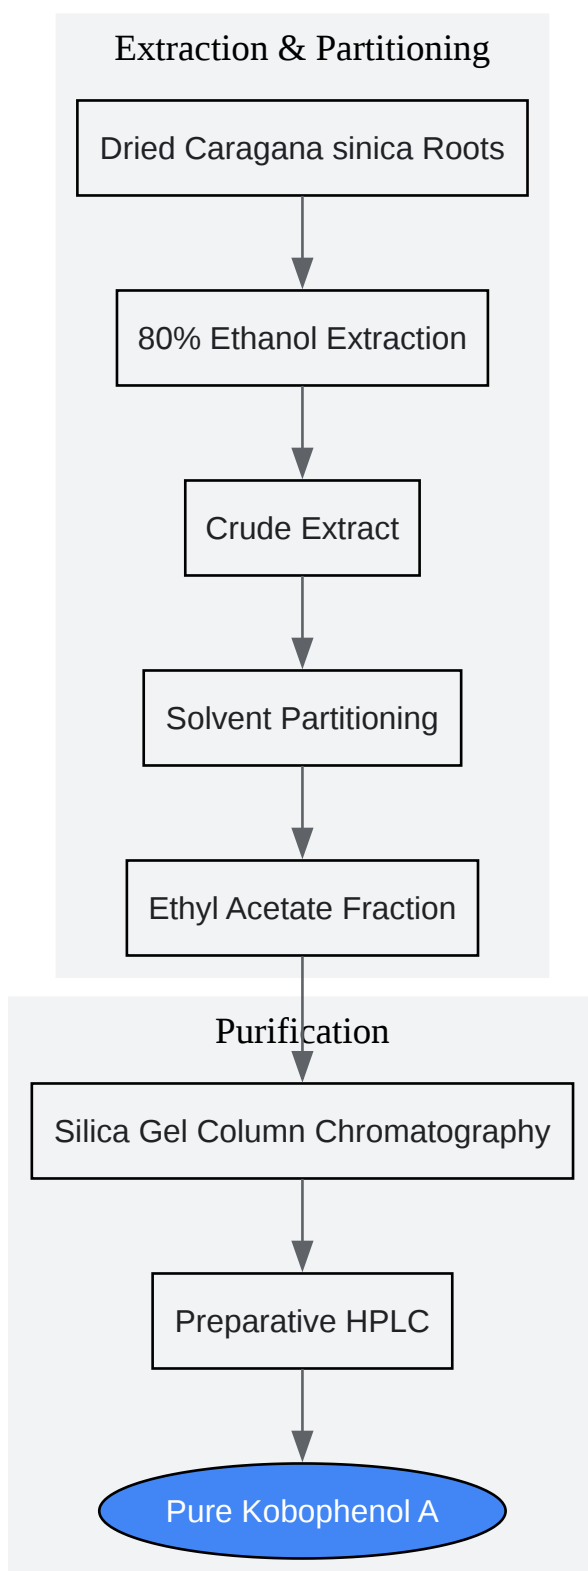 Extraction & Partitioning
Dried Caragana sinica Roots
80% Ethanol Extraction
Crude Extract
Solvent Partitioning
Ethyl Acetate Fraction
Purification
Silica Gel Column Chromatography
Preparative HPLC
Pure Kobophenol A